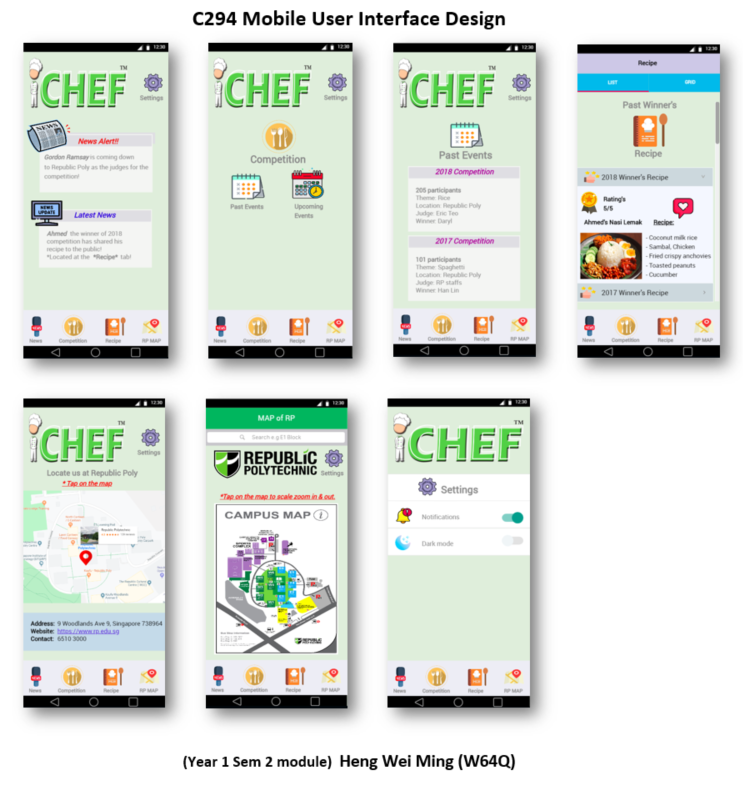 C294 Mobile User Interface Design
12:30
iCHEF TM
Settings
NEWS
News Alert!!
Gordon Ramsay is coming down
to Republic Poly as the judges for the
competition!
NEWS
UPDATE
Latest News
Ahmed the winner of 2018
competition has shared his
recipe to the public!
*Located at the *Recipe* tab!
News Competition Recipe RP MAP
12:30
iCHEF TM
Settings
Competition
Past Events Upcoming
Events
News Competition Recipe RP MAP
12:30
iCHEF TM
Settings
Past Events
2018 Competition
205 participants
Theme: Rice
Location: Republic Poly
Judge: Eric Teo
Winner: Daryl
2017 Competition
101 participants
Theme: Spaghetti
Location: Republic Poly
Judge: RP staffs
Winner: Han Lin
News Competition Recipe RP MAP
12:30
Recipe
LIST GRID
Past Winner's
Recipe
2018 Winner's Recipe
Rating's
5/5
Ahmed's Nasi Lemak Recipe:
- Coconut milk rice
- Sambal, Chicken
- Fried crispy anchovies
- Toasted peanuts
- Cucumber
2017 Winner's Recipe
News Competition Recipe RP MAP
12:30
iCHEF TM
Settings
Locate us at Republic Poly
* Tap on the map
Republic Polytechnic
Address: 9 Woodlands Ave 9, Singapore 738964
Website: https://www.rp.edu.sg
Contact: 6510 3000
News Competition Recipe RP MAP
12:30
MAP of RP
Search e.g E1 Block
REPUBLIC
POLYTECHNIC
Settings
*Tap on the map to scale zoom in & out.
CAMPUS MAP i
REPUBLIC
POLYTECHNIC
News Competition Recipe RP MAP
12:30
iCHEF TM
Settings
Notifications
Dark mode
News Competition Recipe RP MAP
(Year 1 Sem 2 module) Heng Wei Ming (W64Q)